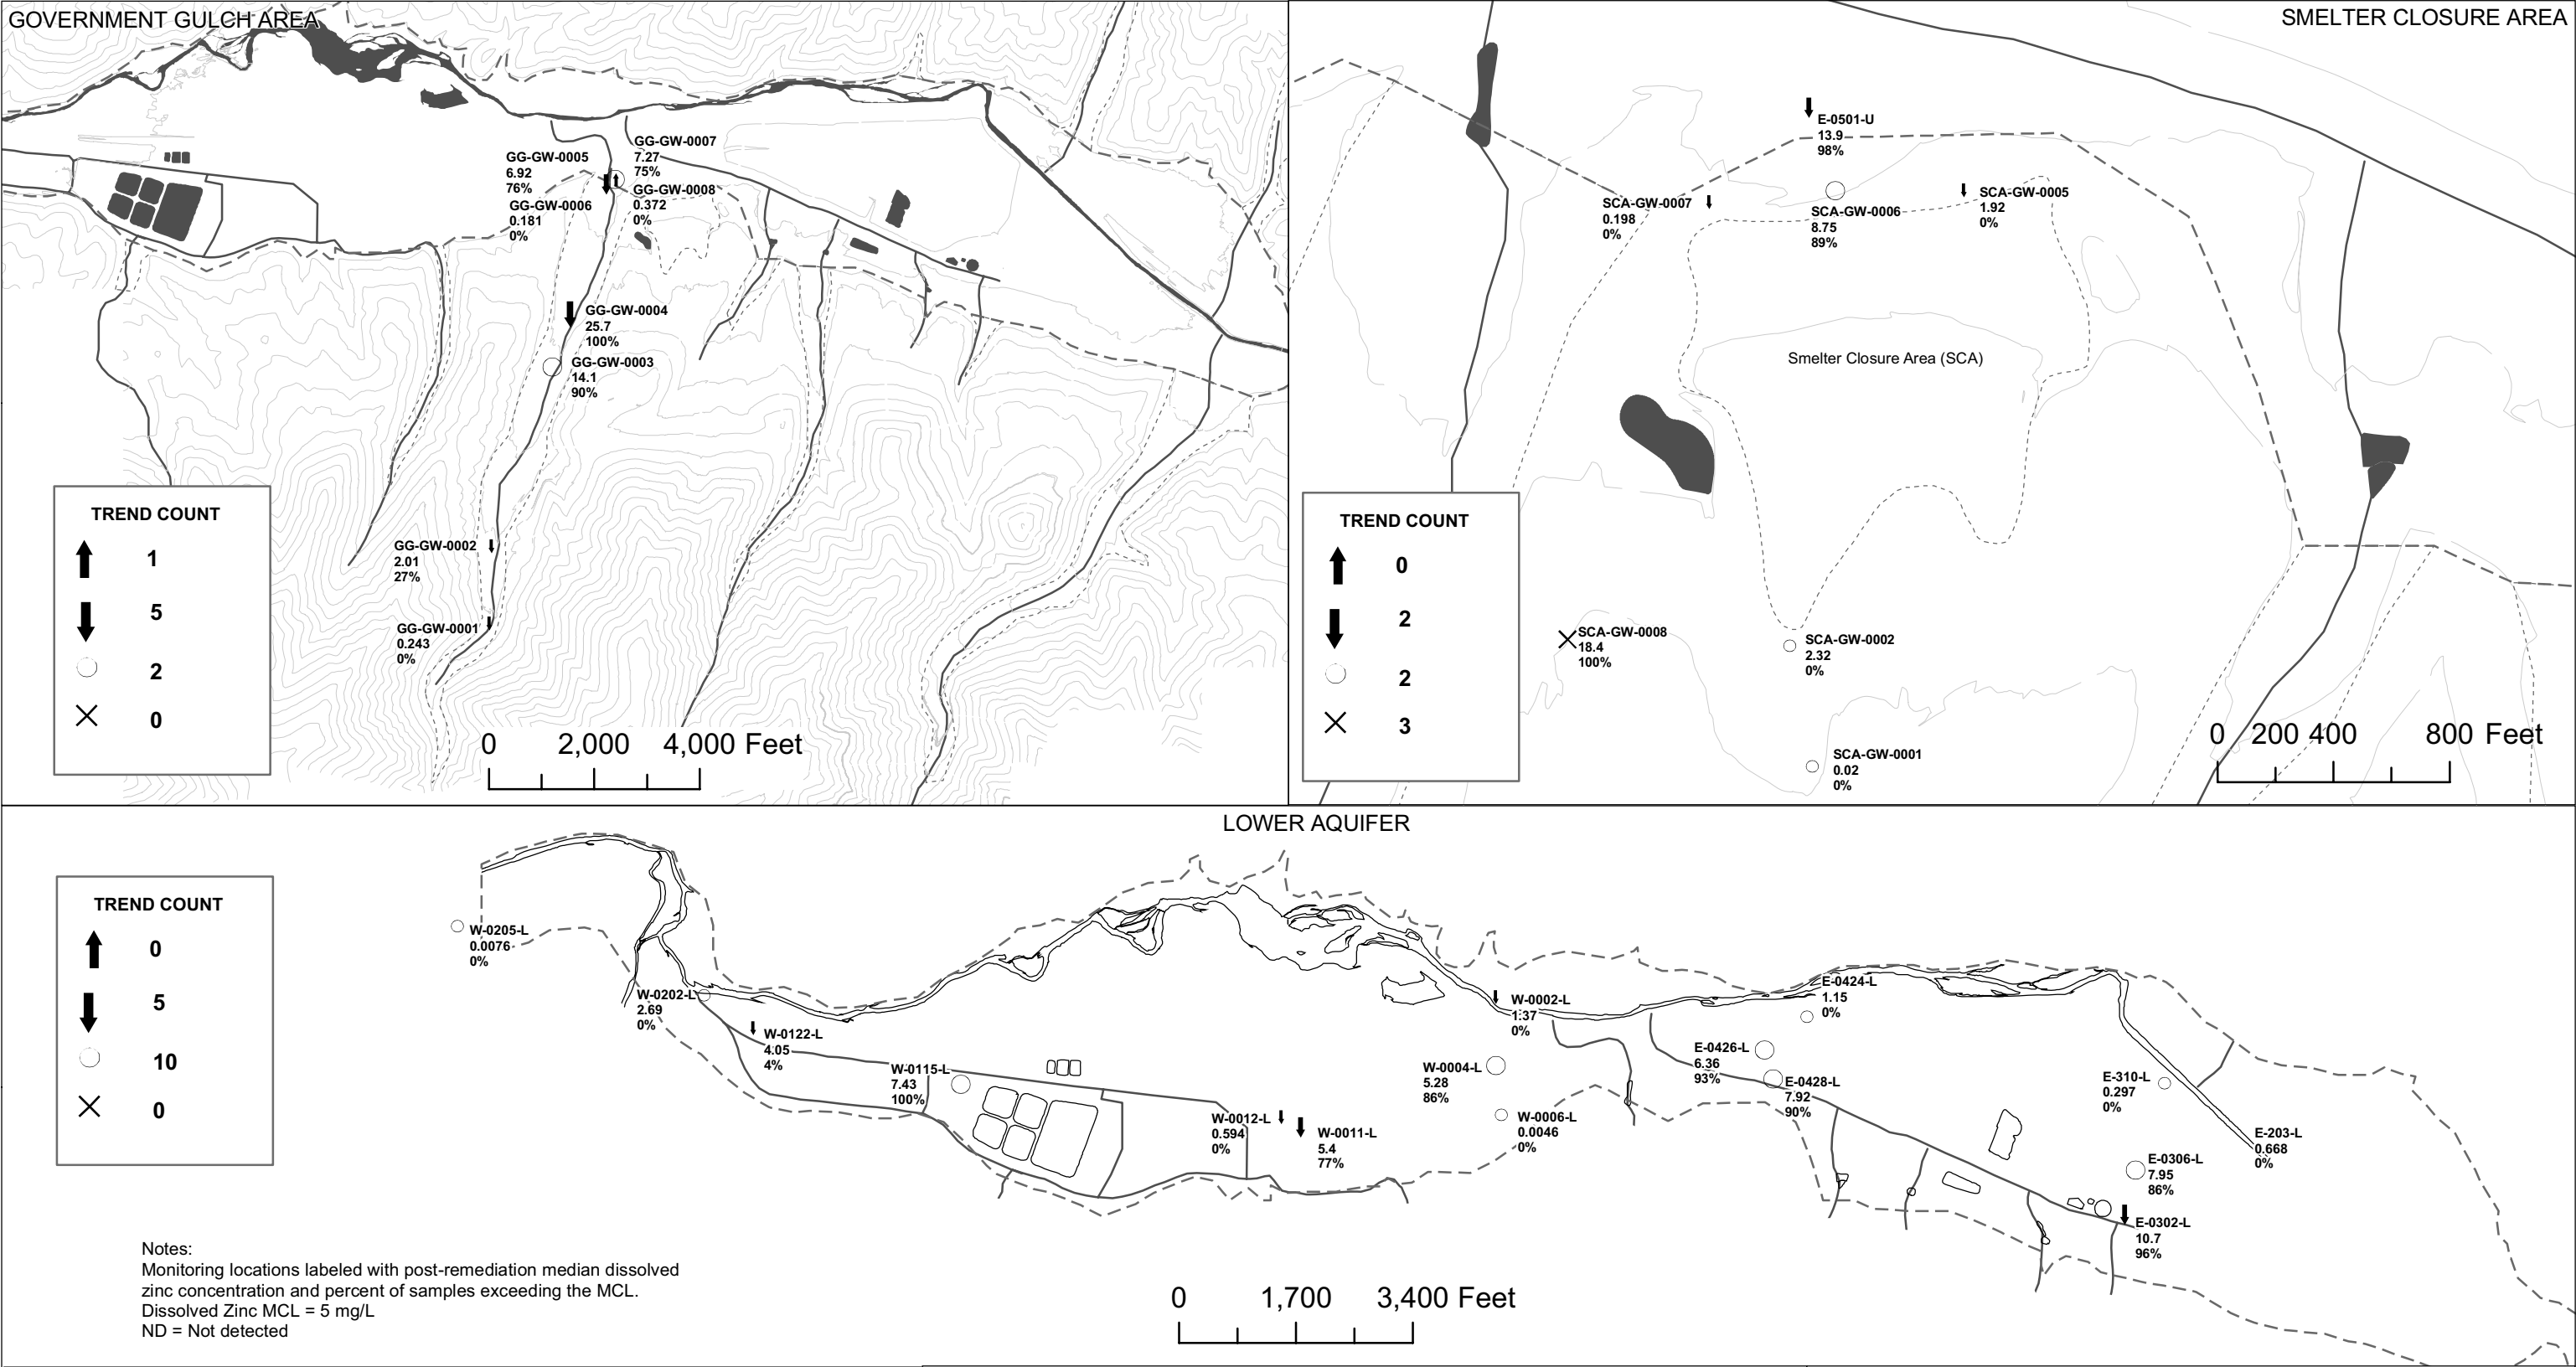 GOVERNMENT GULCH AREA
GG-GW-0005
6.92
76%
GG-GW-0006
0.181
0%
GG-GW-0007
7.27
75%
GG-GW-0008
0.372
0%
GG-GW-0004
25.7
100%
GG-GW-0003
14.1
90%
GG-GW-0002
2.01
27%
GG-GW-0001
0.243
0%
TREND COUNT
1
5
2
0
0 2,000 4,000 Feet
SMELTER CLOSURE AREA
E-0501-U
13.9
98%
SCA-GW-0007
0.198
0%
SCA-GW-0006
8.75
89%
SCA-GW-0005
1.92
0%
Smelter Closure Area (SCA)
SCA-GW-0008
18.4
100%
SCA-GW-0002
2.32
0%
SCA-GW-0001
0.02
0%
TREND COUNT
0
2
2
3
0 200 400 800 Feet
LOWER AQUIFER
TREND COUNT
0
5
10
0
W-0205-L
0.0076
0%
W-0202-L
2.69
0%
W-0122-L
4.05
4%
W-0115-L
7.43
100%
W-0012-L
0.594
0%
W-0011-L
5.4
77%
W-0002-L
1.37
0%
W-0004-L
5.28
86%
W-0006-L
0.0046
0%
E-0424-L
1.15
0%
E-0426-L
6.36
93%
E-0428-L
7.92
90%
E-310-L
0.297
0%
E-203-L
0.668
0%
E-0306-L
7.95
86%
E-0302-L
10.7
96%
Notes:
Monitoring locations labeled with post-remediation median dissolved
zinc concentration and percent of samples exceeding the MCL.
Dissolved Zinc MCL = 5 mg/L
ND = Not detected
0 1,700 3,400 Feet